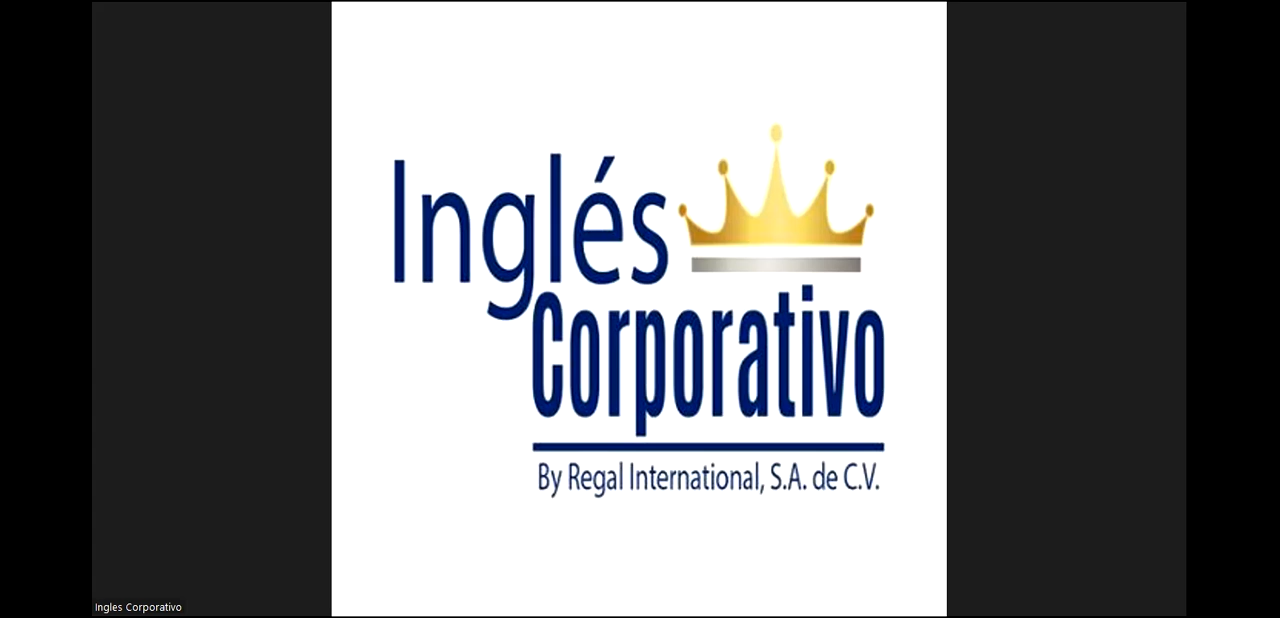 Inglés
Corporativo
By Regal International, S.A. de C.V.
Ingles Corporativo